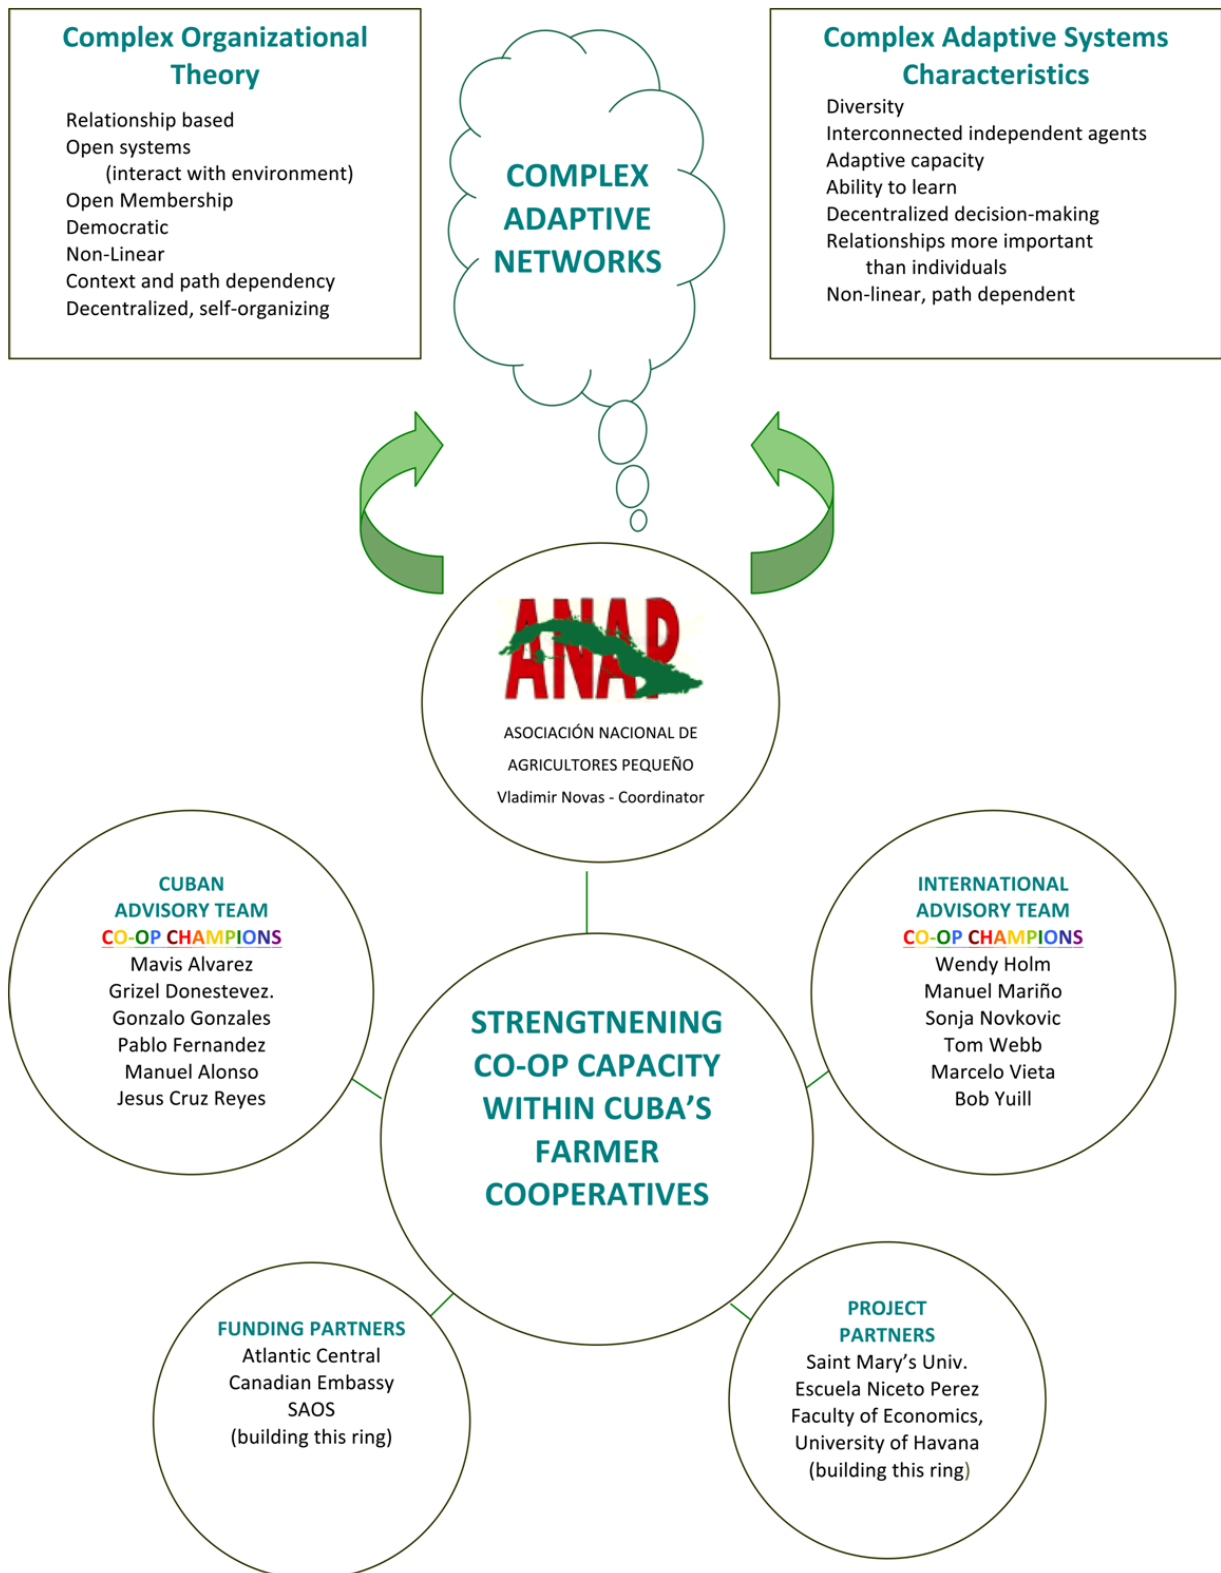 Complex Organizational
Theory
Relationship based
Open systems
(interact with environment)
Open Membership
Democratic
Non-Linear
Context and path dependency
Decentralized, self-organizing
COMPLEX
ADAPTIVE
NETWORKS
Complex Adaptive Systems
Characteristics
Diversity
Interconnected independent agents
Adaptive capacity
Ability to learn
Decentralized decision-making
Relationships more important
than individuals
Non-linear, path dependent
ANAP
ASOCIACIÓN NACIONAL DE
AGRICULTORES PEQUEÑO
Vladimir Novas - Coordinator
CUBAN
ADVISORY TEAM
CO-OP CHAMPIONS
Mavis Alvarez
Grizel Donestevez.
Gonzalo Gonzales
Pablo Fernandez
Manuel Alonso
Jesus Cruz Reyes
INTERNATIONAL
ADVISORY TEAM
CO-OP CHAMPIONS
Wendy Holm
Manuel Mariño
Sonja Novkovic
Tom Webb
Marcelo Vieta
Bob Yuill
STRENGTNENING
CO-OP CAPACITY
WITHIN CUBA’S
FARMER
COOPERATIVES
FUNDING PARTNERS
Atlantic Central
Canadian Embassy
SAOS
(building this ring)
PROJECT
PARTNERS
Saint Mary’s Univ.
Escuela Niceto Perez
Faculty of Economics,
University of Havana
(building this ring)